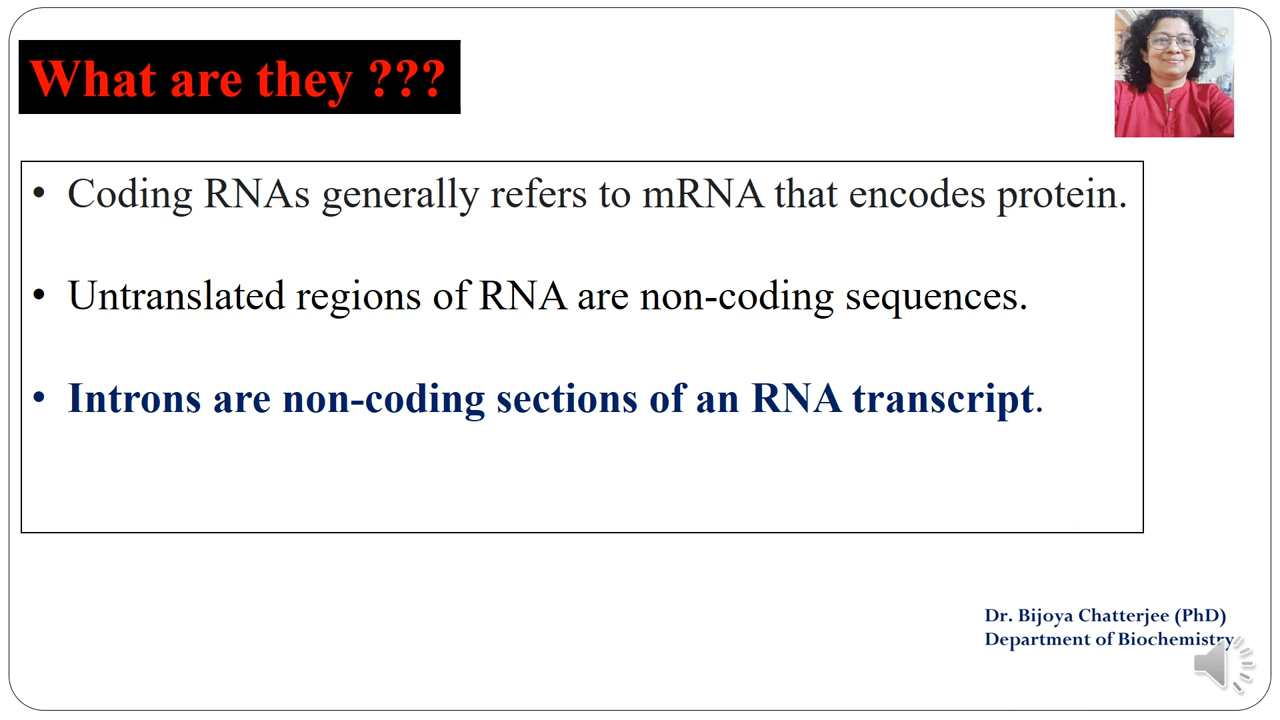 What are they ???
• Coding RNAs generally refers to mRNA that encodes protein.
• Untranslated regions of RNA are non-coding sequences.
• Introns are non-coding sections of an RNA transcript.
Dr. Bijoya Chatterjee (PhD)
Department of Biochemistry